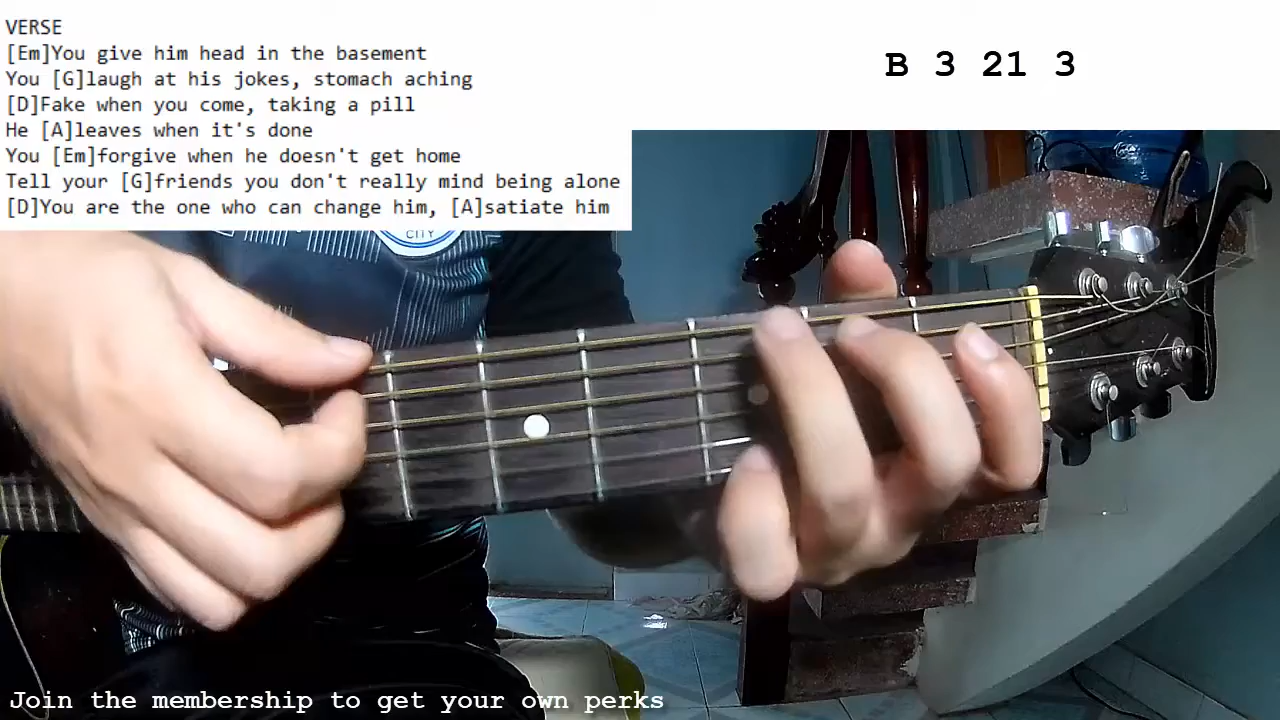 VERSE
[Em]You give him head in the basement
You [G]laugh at his jokes, stomach aching
[D]Fake when you come, taking a pill
He [A]leaves when it's done
You [Em]forgive when he doesn't get home
Tell your [G]friends you don't really mind being alone
[D]You are the one who can change him, [A]satiate him
B 3 21 3
CITY
Join the membership to get your own perks